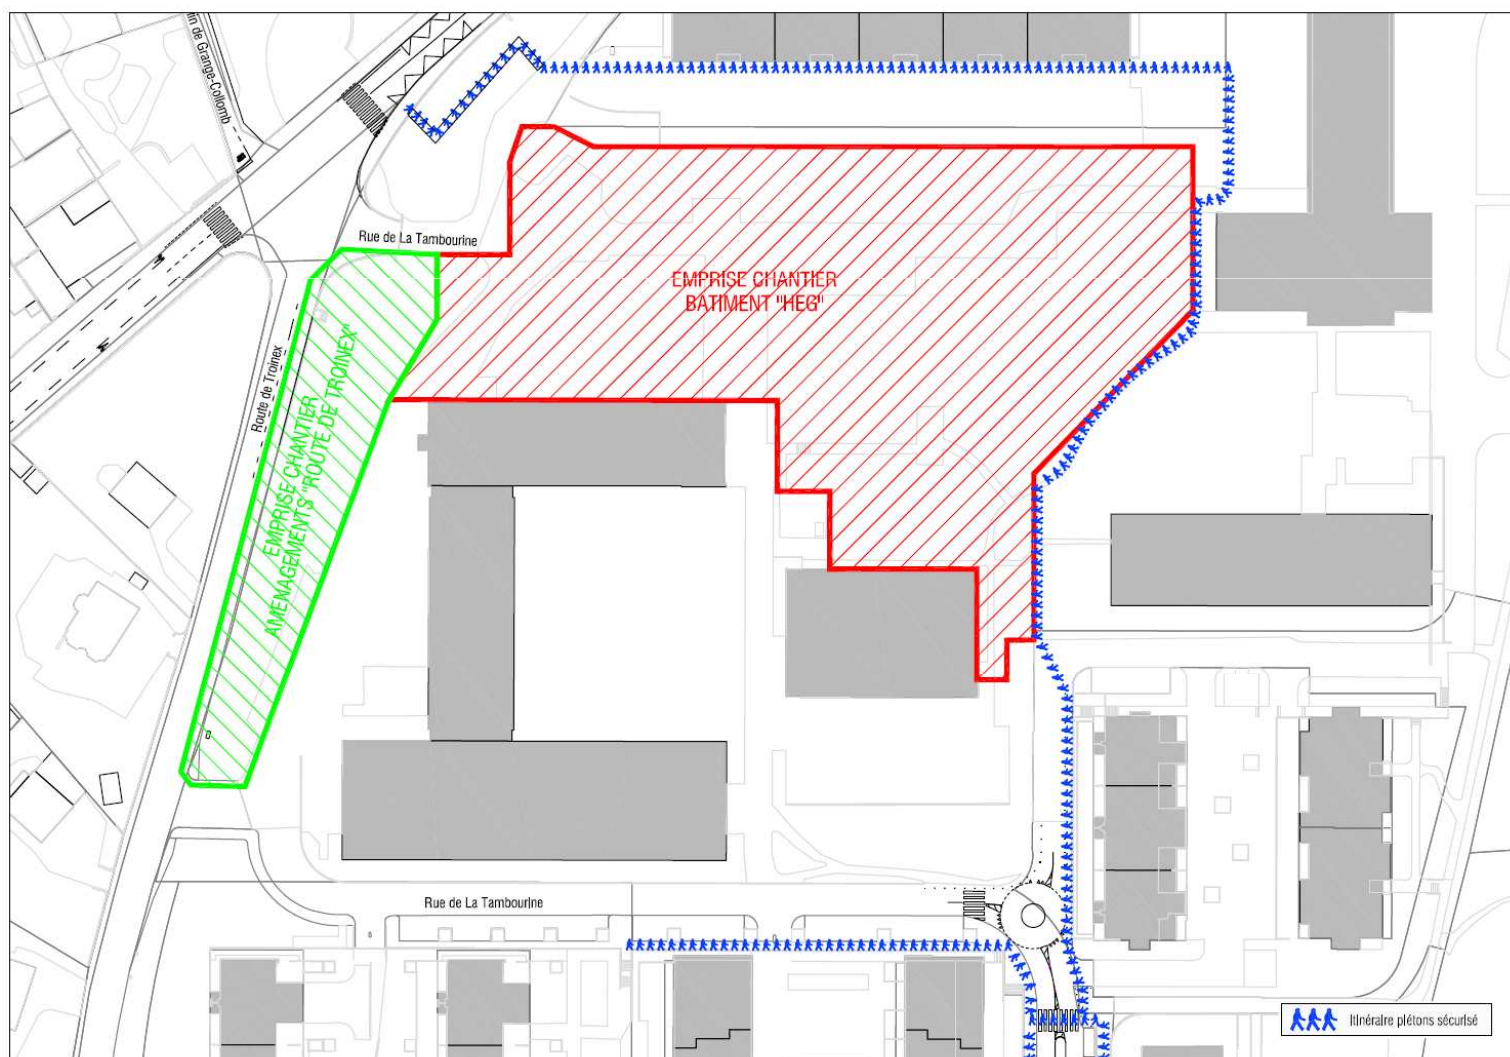 in de Grange-Collomb
Rue de La Tambourine
EMPRISE CHANTIER
BATIMENT "HEG"
Route de Troinex
EMPRISE CHANTIER
AMENAGEMENTS "ROUTE DE TROINEX"
Rue de La Tambourine
Itinéraire piétons sécurisé